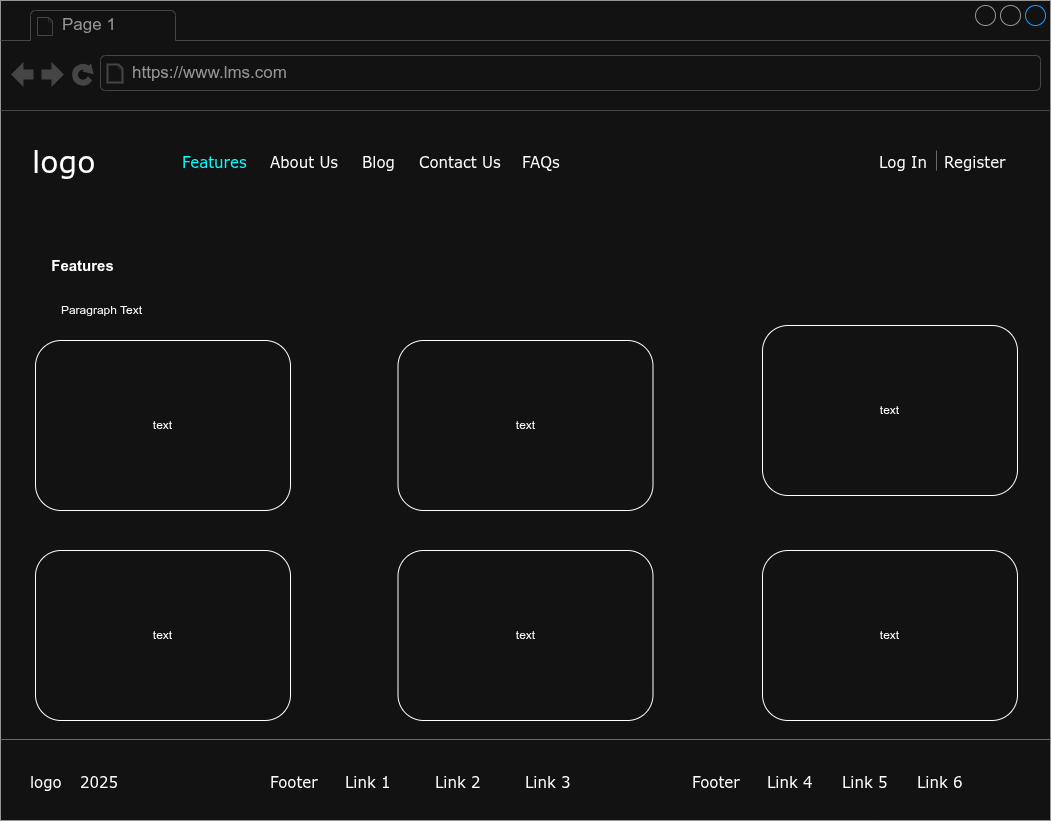 Page 1
https://www.lms.com
logo Features About Us Blog Contact Us FAQs Log In Register
Features
Paragraph Text
text text text
text text text
logo 2025 Footer Link 1 Link 2 Link 3 Footer Link 4 Link 5 Link 6